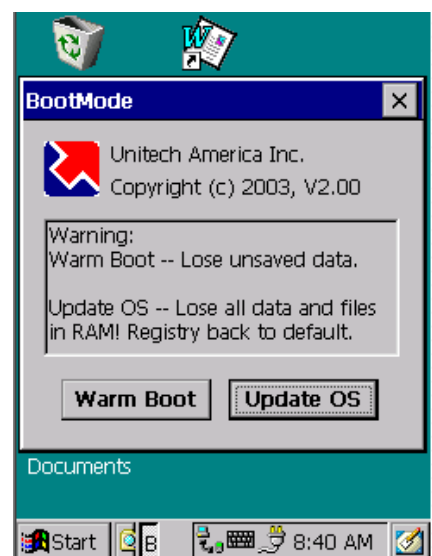 BootMode
Unitech America Inc.
Copyright (c) 2003, V2.00
Warning:
Warm Boot -- Lose unsaved data.
Update OS -- Lose all data and files
in RAM! Registry back to default.
Warm Boot
Update OS
Documents
Start
B
8:40 AM